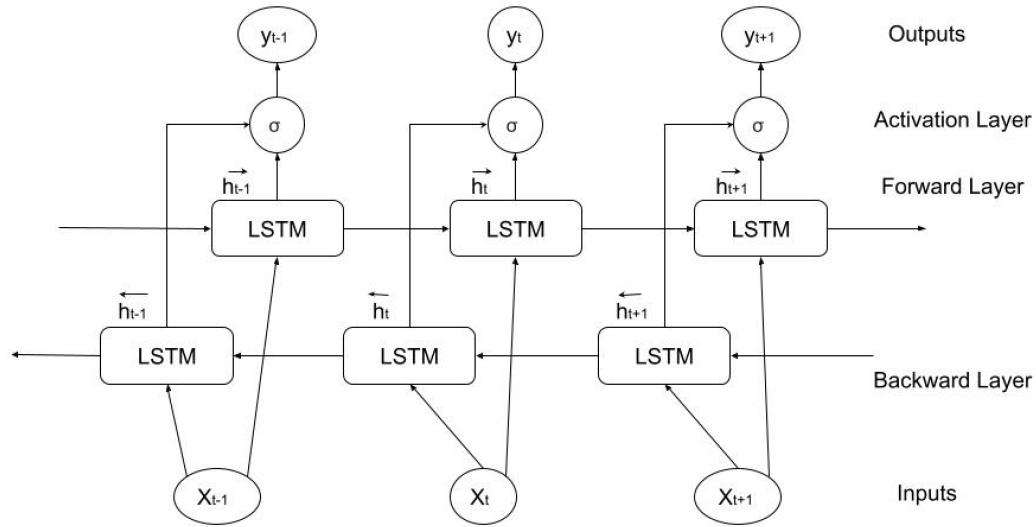 yt-1 yt yt+1 Outputs
σ σ σ Activation Layer
ht-1 ht ht+1 Forward Layer
LSTM LSTM LSTM
ht-1 ht ht+1
LSTM LSTM LSTM
Backward Layer
Xt-1 Xt Xt+1 Inputs